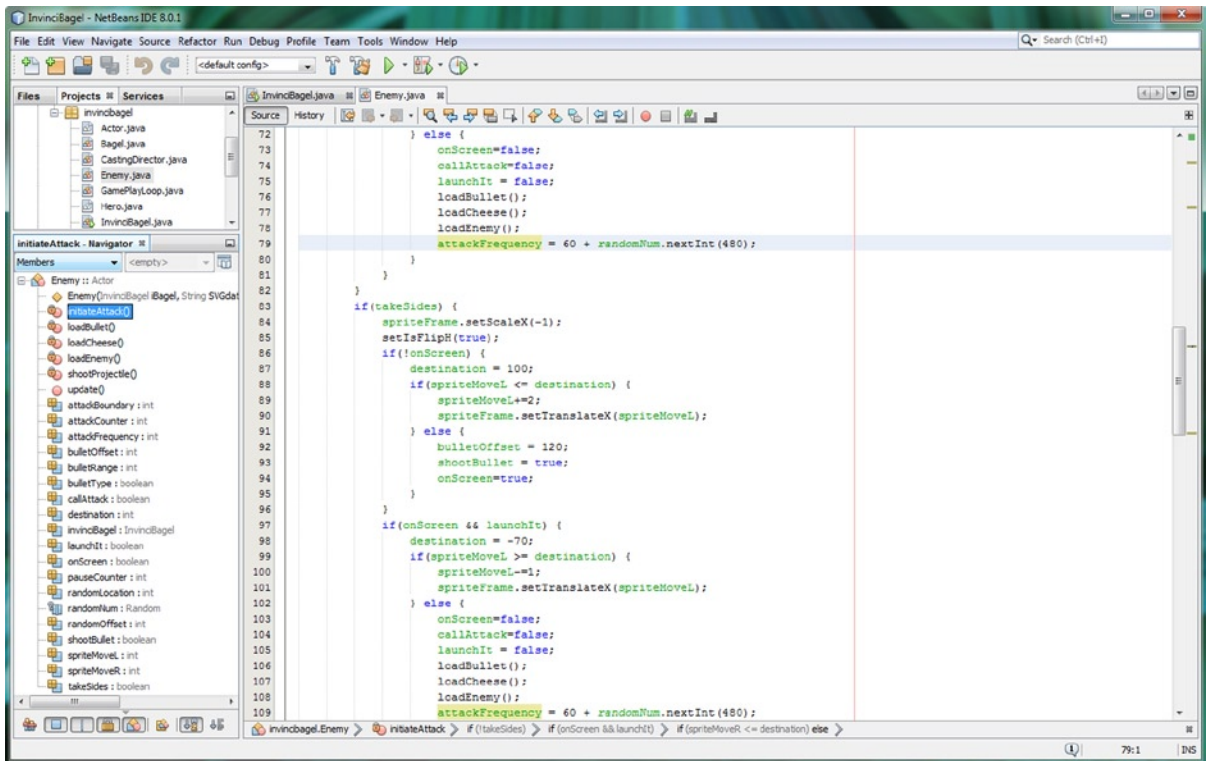 InvinciBagel - NetBeans IDE 8.0.1
File Edit View Navigate Source Refactor Run Debug Profile Team Tools Window Help
Search (Ctrl+I)
<default config>
Files Projects Services
InvinciBagel.java Enemy.java
invincibagel
Actor.java
Bagel.java
CastingDirector.java
Enemy.java
GamePlayLoop.java
Hero.java
InvinciBagel.java
initiateAttack - Navigator
Members <empty>
Enemy :: Actor
Enemy(InvinciBagel iBagel, String SVGdat
initiateAttack()
loadBullet()
loadCheese()
loadEnemy()
shootProjectile()
update()
attackBoundary : int
attackCounter : int
attackFrequency : int
bulletOffset : int
bulletRange : int
bulletType : boolean
callAttack : boolean
destination : int
invinciBagel : InvinciBagel
launchIt : boolean
onScreen : boolean
pauseCounter : int
randomLocation : int
randomNum : Random
randomOffset : int
shootBullet : boolean
spriteMoveL : int
spriteMoveR : int
takeSides : boolean
Source History
72 } else {
73 onScreen=false;
74 callAttack=false;
75 launchIt = false;
76 loadBullet();
77 loadCheese();
78 loadEnemy();
79 attackFrequency = 60 + randomNum.nextInt(480);
80 }
81 }
82 }
83 if(takeSides) {
84 spriteFrame.setScaleX(-1);
85 setIsFlipH(true);
86 if(!onScreen) {
87 destination = 100;
88 if(spriteMoveL <= destination) {
89 spriteMoveL+=2;
90 spriteFrame.setTranslateX(spriteMoveL);
91 } else {
92 bulletOffset = 120;
93 shootBullet = true;
94 onScreen=true;
95 }
96 }
97 if(onScreen && launchIt) {
98 destination = -70;
99 if(spriteMoveL >= destination) {
100 spriteMoveL-=1;
101 spriteFrame.setTranslateX(spriteMoveL);
102 } else {
103 onScreen=false;
104 callAttack=false;
105 launchIt = false;
106 loadBullet();
107 loadCheese();
108 loadEnemy();
109 attackFrequency = 60 + randomNum.nextInt(480);
invincibagel.Enemy initiateAttack if (!takeSides) if (onScreen && launchIt) if (spriteMoveR <= destination) else
79:1 INS